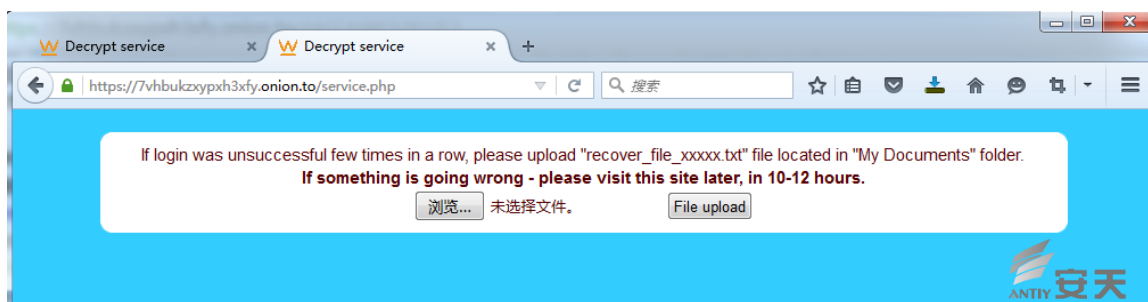 Decrypt service
Decrypt service
https://7vhbukzxypxh3xfy.onion.to/service.php
搜索
If login was unsuccessful few times in a row, please upload "recover_file_xxxxx.txt" file located in "My Documents" folder.
If something is going wrong - please visit this site later, in 10-12 hours.
浏览... 未选择文件。 File upload
ANTIY 安天